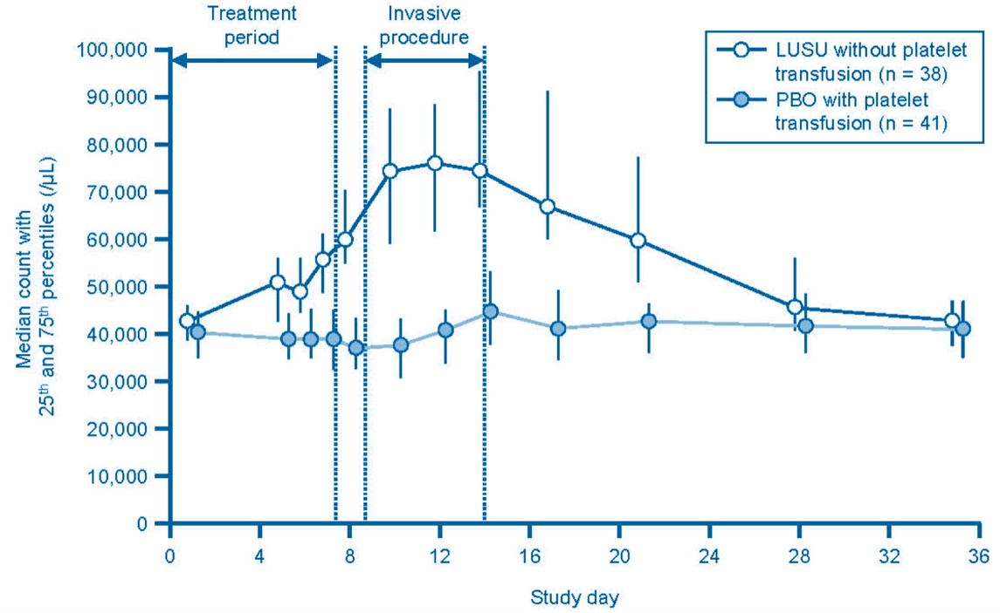 Treatment
period
Invasive
procedure
LUSU without platelet
transfusion (n = 38)
PBO with platelet
transfusion (n = 41)
Median count with
25th and 75th percentiles (/µL)
100,000
90,000
80,000
70,000
60,000
50,000
40,000
30,000
20,000
10,000
0
0 4 8 12 16 20 24 28 32 36
Study day